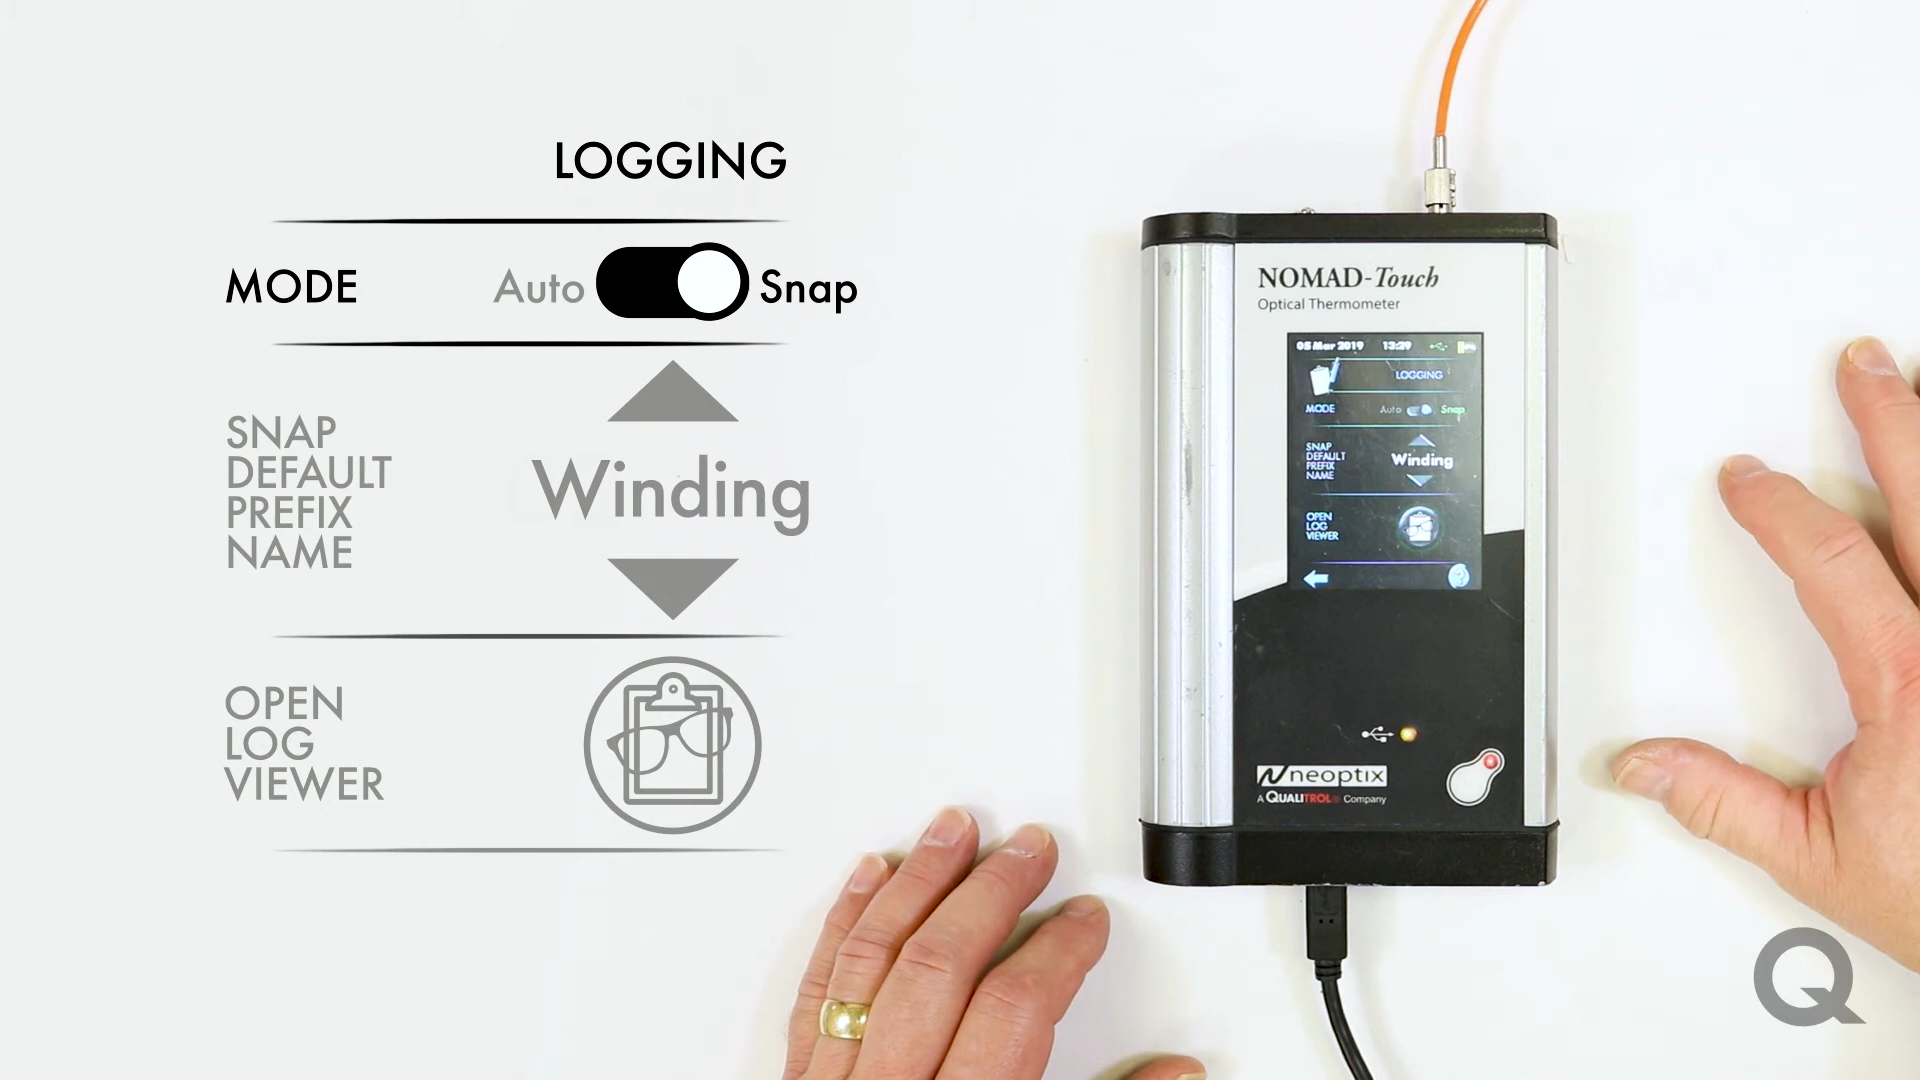 LOGGING
MODE Auto Snap
SNAP
DEFAULT
PREFIX
NAME
Winding
OPEN
LOG
VIEWER
NOMAD-Touch
Optical Thermometer
05 Mar 2019 13:29
LOGGING
MODE Auto Snap
SNAP
DEFAULT
PREFIX
NAME
Winding
OPEN
LOG
VIEWER
?
neoptix
A QUALITROL® Company
Q